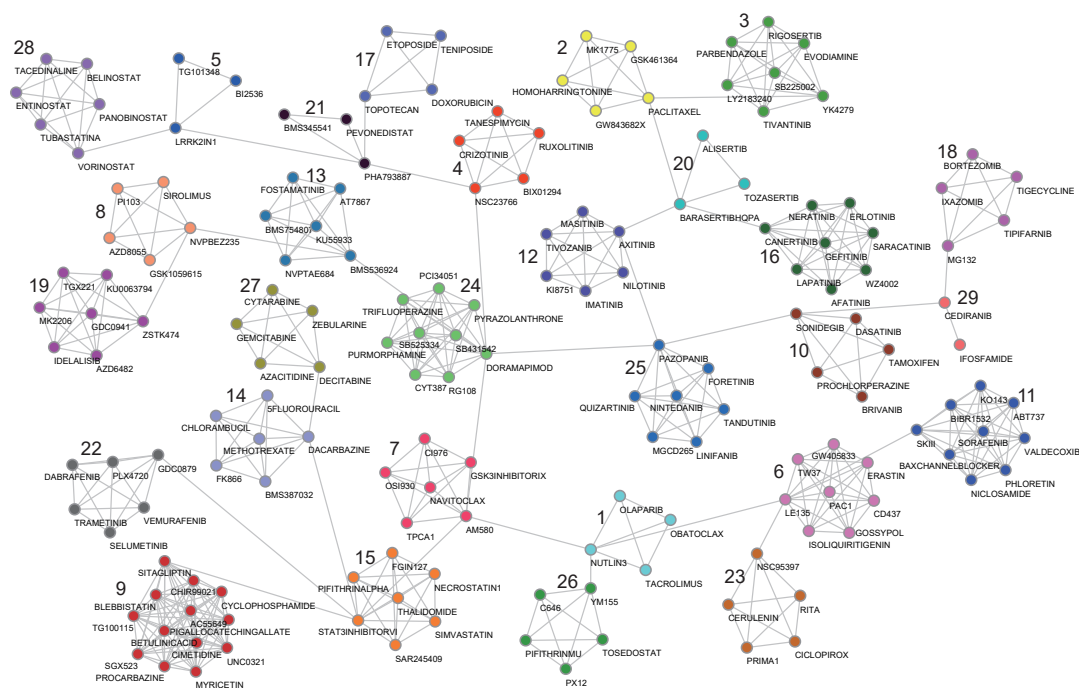 28
TACEDINALINE
BELINOSTAT
ENTINOSTAT
PANOBINOSTAT
TUBASTATINA
VORINOSTAT
5
TG101348
BI2536
LRRK2IN1
17
ETOPOSIDE
TENIPOSIDE
TOPOTECAN
DOXORUBICIN
21
BMS345541
PEVONEDISTAT
PHA793887
4
TANESPIMYCIN
CRIZOTINIB
RUXOLITINIB
BIX01294
NSC23766
2
MK1775
GSK461364
HOMOHARRINGTONINE
GW843682X
PACLITAXEL
3
RIGOSERTIB
PARBENDAZOLE
EVODIAMINE
SB225002
LY2183240
YK4279
TIVANTINIB
20
ALISERTIB
TOZASERTIB
BARASERTIBHQPA
18
BORTEZOMIB
TIGECYCLINE
IXAZOMIB
TIPIFARNIB
MG132
8
PI103
SIROLIMUS
AZD8055
NVPBEZ235
GSK1059615
13
FOSTAMATINIB
AT7867
BMS754807
KU55933
NVPTAE684
BMS536924
12
MASITINIB
TIVOZANIB
AXITINIB
KI8751
NILOTINIB
IMATINIB
16
NERATINIB
ERLOTINIB
CANERTINIB
SARACATINIB
GEFITINIB
LAPATINIB
WZ4002
AFATINIB
19
TGX221
KU0063794
MK2206
GDC0941
ZSTK474
IDELALISIB
AZD6482
27
CYTARABINE
ZEBULARINE
GEMCITABINE
AZACITIDINE
DECITABINE
24
PCI34051
TRIFLUOPERAZINE
PYRAZOLANTHRONE
SB525334
SB431542
PURMORPHAMINE
DORAMAPIMOD
CYT387
RG108
29
CEDIRANIB
IFOSFAMIDE
10
SONIDEGIB
DASATINIB
TAMOXIFEN
PROCHLORPERAZINE
BRIVANIB
25
PAZOPANIB
FORETINIB
QUIZARTINIB
NINTEDANIB
TANDUTINIB
MGCD265
LINIFANIB
11
KO143
BIBR1532
ABT737
SKIII
SORAFENIB
VALDECOXIB
BAXCHANNELBLOCKER
PHLORETIN
NICLOSAMIDE
14
5FLUOROURACIL
CHLORAMBUCIL
METHOTREXATE
DACARBAZINE
FK866
BMS387032
7
CI976
GSK3INHIBITORIX
OSI930
NAVITOCLAX
TPCA1
AM580
6
GW405833
TW37
ERASTIN
PAC1
LE135
CD437
GOSSYPOL
ISOLIQUIRITIGENIN
22
GDC0879
DABRAFENIB
PLX4720
TRAMETINIB
VEMURAFENIB
SELUMETINIB
1
OLAPARIB
OBATOCLAX
NUTLIN3
TACROLIMUS
9
SITAGLIPTIN
CHIR99021
BLEBBISTATIN
CYCLOPHOSPHAMIDE
AC55649
TG100115
PIGALLOCATECHINGALLATE
BETULINICACID
CIMETIDINE
SGX523
UNC0321
PROCARBAZINE
MYRICETIN
15
FGIN127
PIFITHRINALPHA
NECROSTATIN1
THALIDOMIDE
STAT3INHIBITORVI
SIMVASTATIN
SAR245409
26
C646
YM155
PIFITHRINMU
TOSEDOSTAT
PX12
23
NSC95397
CERULENIN
RITA
PRIMA1
CICLOPIROX